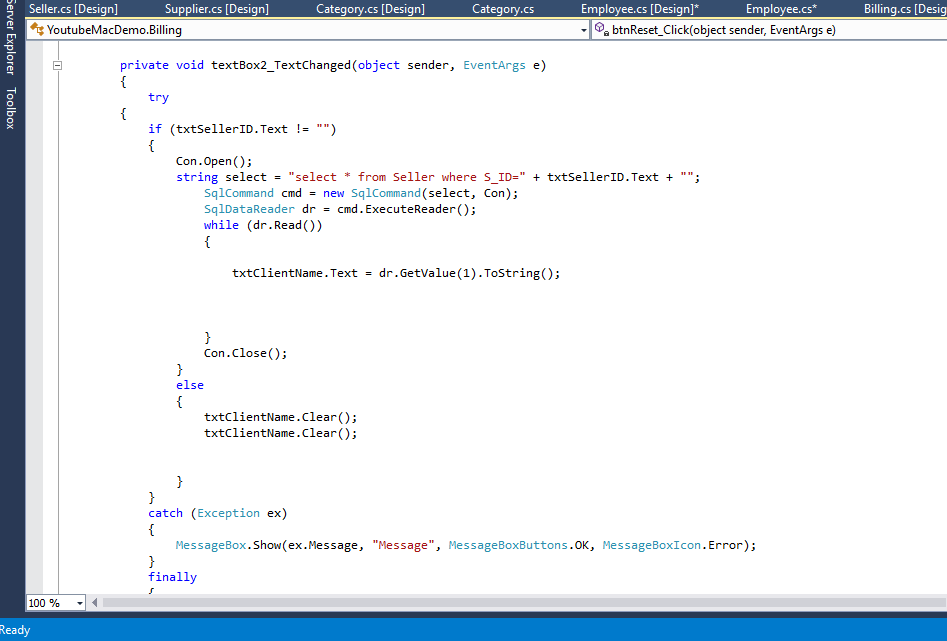 Seller.cs [Design] Supplier.cs [Design] Category.cs [Design] Category.cs Employee.cs [Design]* Employee.cs* Billing.cs [Desig
Server Explorer
Toolbox
YoutubeMacDemo.Billing btnReset_Click(object sender, EventArgs e)
private void textBox2_TextChanged(object sender, EventArgs e)
{
try
{
if (txtSellerID.Text != "")
{
Con.Open();
string select = "select * from Seller where S_ID=" + txtSellerID.Text + "";
SqlCommand cmd = new SqlCommand(select, Con);
SqlDataReader dr = cmd.ExecuteReader();
while (dr.Read())
{
txtClientName.Text = dr.GetValue(1).ToString();
}
Con.Close();
}
else
{
txtClientName.Clear();
txtClientName.Clear();
}
}
catch (Exception ex)
{
MessageBox.Show(ex.Message, "Message", MessageBoxButtons.OK, MessageBoxIcon.Error);
}
finally
{
100 %
Ready